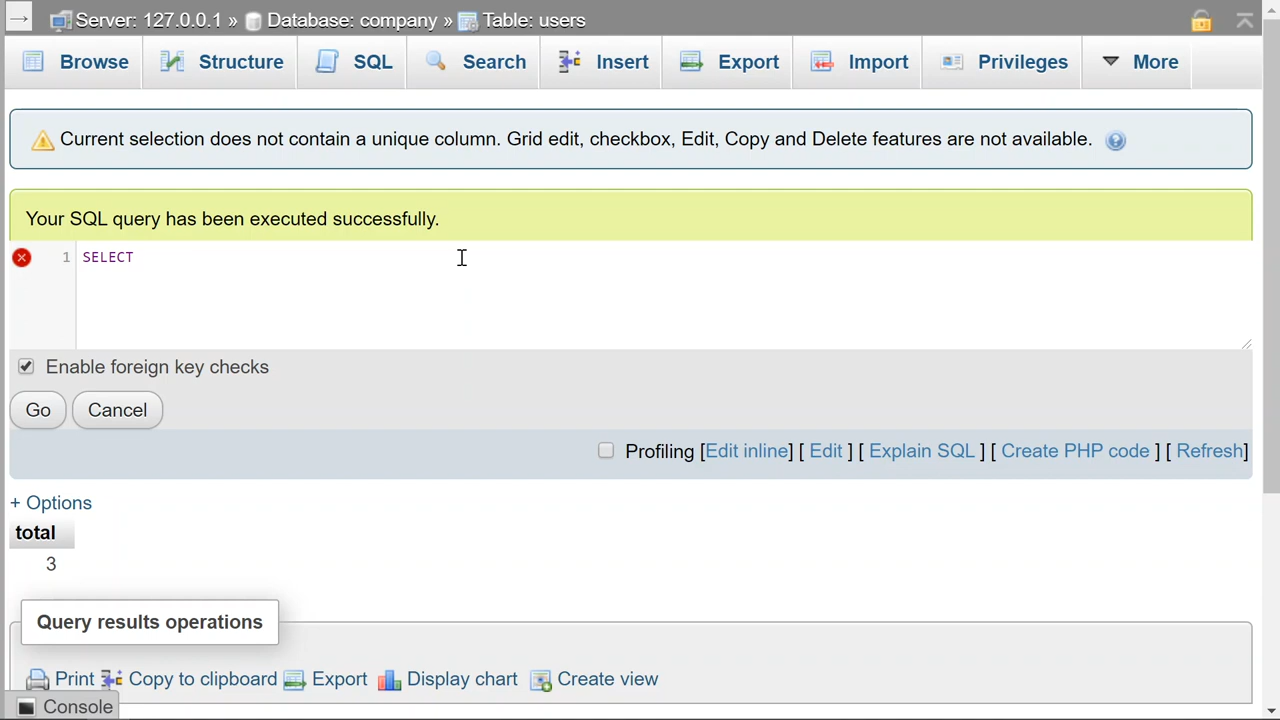 Server: 127.0.0.1 » Database: company » Table: users
Browse Structure SQL Search Insert Export Import Privileges More
Current selection does not contain a unique column. Grid edit, checkbox, Edit, Copy and Delete features are not available.
Your SQL query has been executed successfully.
1 SELECT
Enable foreign key checks
Go Cancel
Profiling [Edit inline] [ Edit ] [ Explain SQL ] [ Create PHP code ] [ Refresh]
+ Options
total
3
Query results operations
Print Copy to clipboard Export Display chart Create view
Console